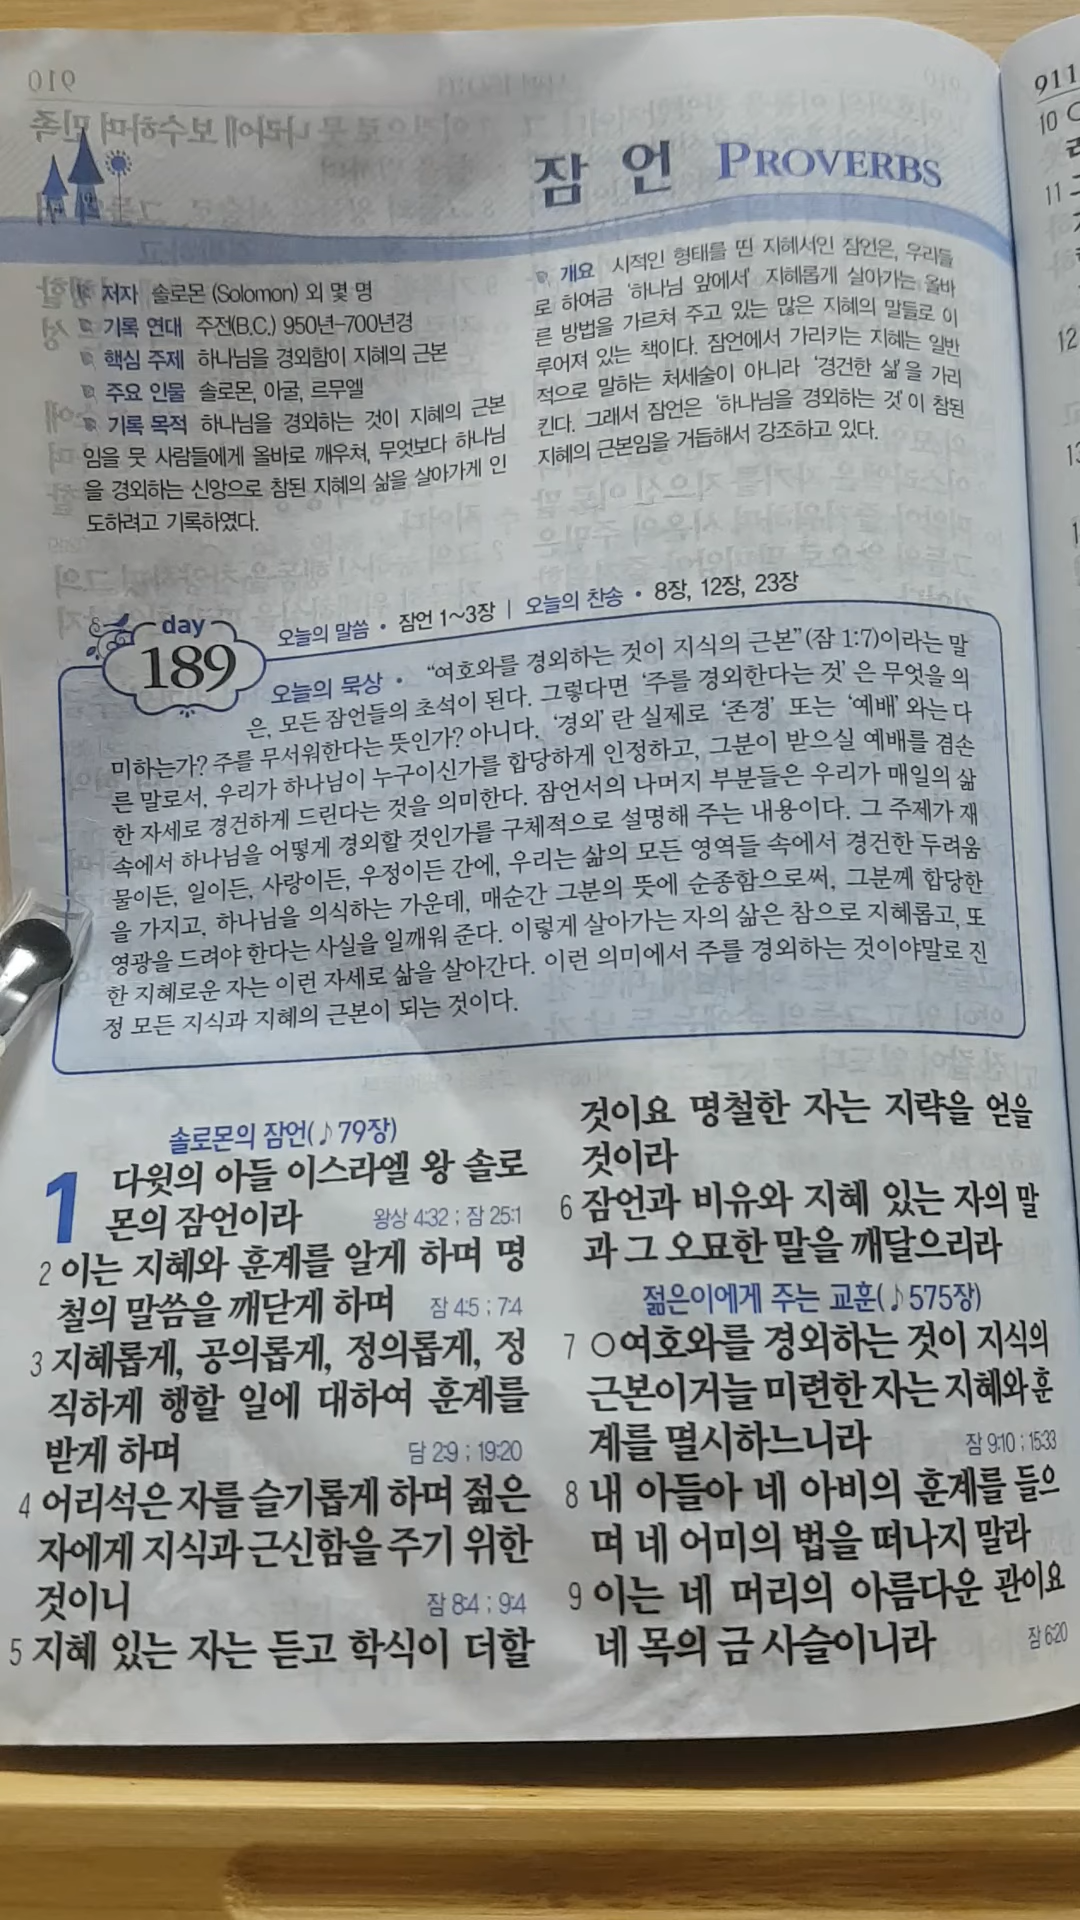 잠 언 PROVERBS
저자 솔로몬 (Solomon) 외 몇 명
기록 연대 주전(B.C.) 950년-700년경
핵심 주제 하나님을 경외함이 지혜의 근본
주요 인물 솔로몬, 아굴, 르무엘
기록 목적 하나님을 경외하는 것이 지혜의 근본
임을 뭇 사람들에게 올바로 깨우쳐, 무엇보다 하나님
을 경외하는 신앙으로 참된 지혜의 삶을 살아가게 인
도하려고 기록하였다.
개요 시적인 형태를 띤 지혜서인 잠언은, 우리들
로 하여금 ‘하나님 앞에서’ 지혜롭게 살아가는 올바
른 방법을 가르쳐 주고 있는 많은 지혜의 말들로 이
루어져 있는 책이다. 잠언에서 가리키는 지혜는 일반
적으로 말하는 처세술이 아니라 ‘경건한 삶’을 가리
킨다. 그래서 잠언은 ‘하나님을 경외하는 것’이 참된
지혜의 근본임을 거듭해서 강조하고 있다.
day
189
오늘의 말씀 • 잠언 1~3장 | 오늘의 찬송 • 8장, 12장, 23장
오늘의 묵상 • “여호와를 경외하는 것이 지식의 근본”(잠 1:7)이라는 말
은, 모든 잠언들의 초석이 된다. 그렇다면 ‘주를 경외한다는 것’은 무엇을 의
미하는가? 주를 무서워한다는 뜻인가? 아니다. ‘경외’란 실제로 ‘존경’ 또는 ‘예배’와는 다
른 말로서, 우리가 하나님이 누구이신가를 합당하게 인정하고, 그분이 받으실 예배를 겸손
한 자세로 경건하게 드린다는 것을 의미한다. 잠언서의 나머지 부분들은 우리가 매일의 삶
속에서 하나님을 어떻게 경외할 것인가를 구체적으로 설명해 주는 내용이다. 그 주제가 재
물이든, 일이든, 사랑이든, 우정이든 간에, 우리는 삶의 모든 영역들 속에서 경건한 두려움
을 가지고, 하나님을 의식하는 가운데, 매순간 그분의 뜻에 순종함으로써, 그분께 합당한
영광을 드려야 한다는 사실을 일깨워 준다. 이렇게 살아가는 자의 삶은 참으로 지혜롭고, 또
한 지혜로운 자는 이런 자세로 삶을 살아간다. 이런 의미에서 주를 경외하는 것이야말로 진
정 모든 지식과 지혜의 근본이 되는 것이다.
솔로몬의 잠언(♪79장)
1 다윗의 아들 이스라엘 왕 솔로
몬의 잠언이라 왕상 4:32 ; 잠 25:1
2 이는 지혜와 훈계를 알게 하며 명
철의 말씀을 깨닫게 하며 잠 4:5 ; 7:4
3 지혜롭게, 공의롭게, 정의롭게, 정
직하게 행할 일에 대하여 훈계를
받게 하며 담 2:9 ; 19:20
4 어리석은 자를 슬기롭게 하며 젊은
자에게 지식과 근신함을 주기 위한
것이니 잠 8:4 ; 9:4
5 지혜 있는 자는 듣고 학식이 더할
것이요 명철한 자는 지략을 얻을
것이라
6 잠언과 비유와 지혜 있는 자의 말
과 그 오묘한 말을 깨달으리라
젊은이에게 주는 교훈(♪575장)
7 ○여호와를 경외하는 것이 지식의
근본이거늘 미련한 자는 지혜와 훈
계를 멸시하느니라 잠 9:10 ; 15:33
8 내 아들아 네 아비의 훈계를 들으
며 네 어미의 법을 떠나지 말라
9 이는 네 머리의 아름다운 관이요
네 목의 금 사슬이니라 잠 6:20
911
10
11
12